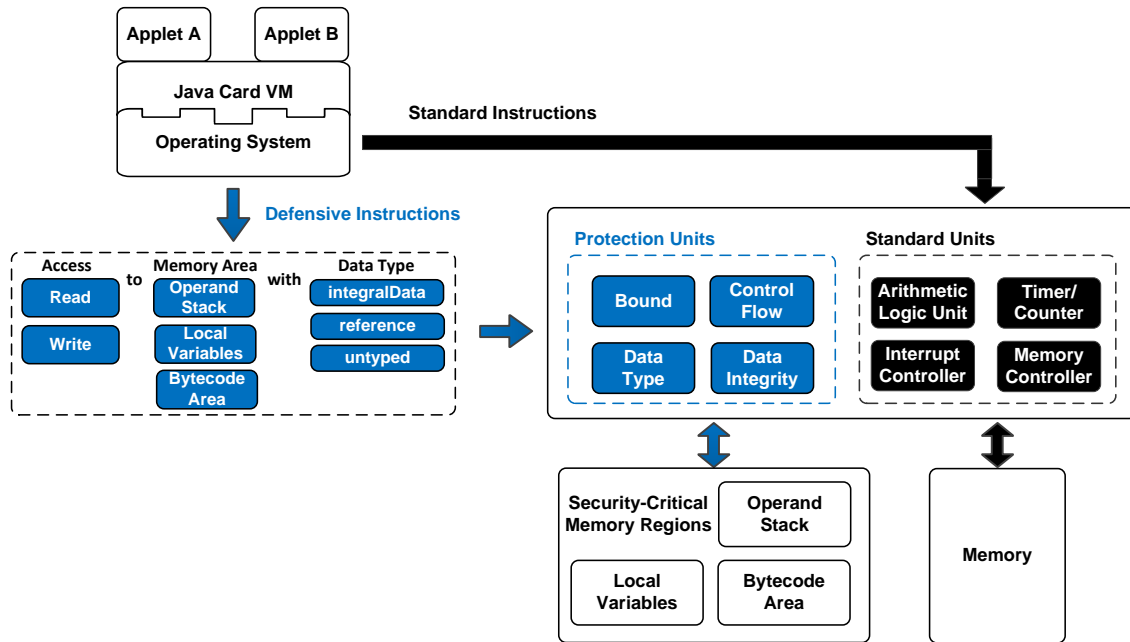 Applet A
Applet B
Java Card VM
Operating System
Standard Instructions
Defensive Instructions
Access
to
Memory Area
with
Data Type
Read
Write
Operand
Stack
Local
Variables
Bytecode
Area
integralData
reference
untyped
Protection Units
Bound
Control
Flow
Data
Type
Data
Integrity
Standard Units
Arithmetic
Logic Unit
Timer/
Counter
Interrupt
Controller
Memory
Controller
Security-Critical
Memory Regions
Operand
Stack
Local
Variables
Bytecode
Area
Memory